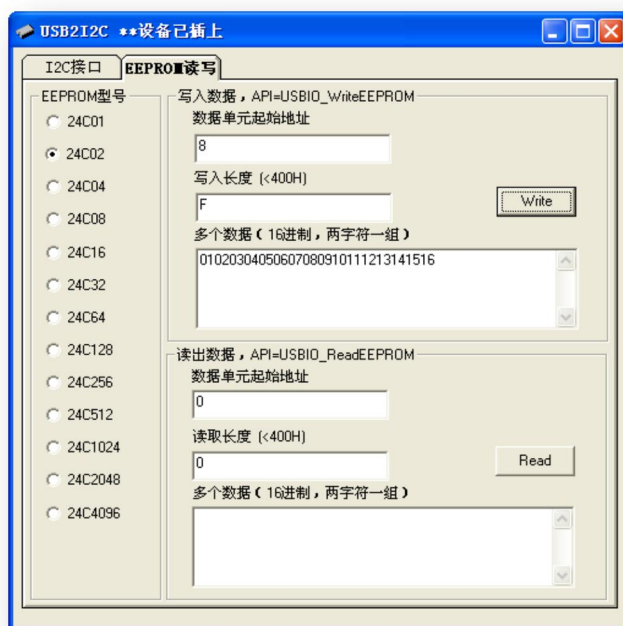 USB2I2C **设备已插上
I2C接口 EEPROM读写
EEPROM型号
24C01
24C02
24C04
24C08
24C16
24C32
24C64
24C128
24C256
24C512
24C1024
24C2048
24C4096
写入数据，API=USBIO_WriteEEPROM
数据单元起始地址
8
写入长度 (<400H)
F
Write
多个数据（16进制，两字符一组）
01020304050607080910111213141516
读出数据，API=USBIO_ReadEEPROM
数据单元起始地址
0
读取长度 (<400H)
0
Read
多个数据（16进制，两字符一组）